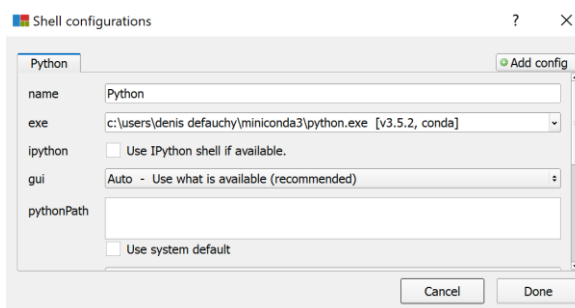 Shell configurations ? ×
Python Add config
name Python
exe c:\users\denis defauchy\miniconda3\python.exe [v3.5.2, conda]
ipython Use IPython shell if available.
gui Auto - Use what is available (recommended)
pythonPath
Use system default
Cancel Done